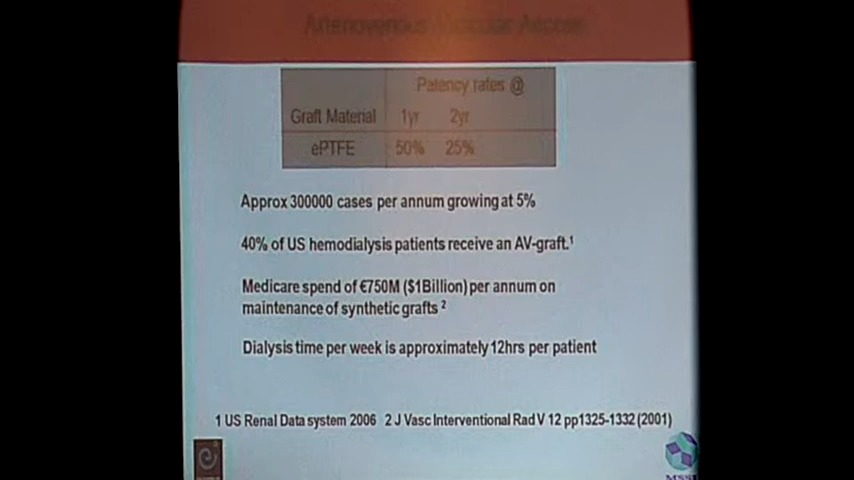 Arteriovenous Vascular Access
Patency rates @
Graft Material 1yr 2yr
ePTFE 50% 25%
Approx 300000 cases per annum growing at 5%
40% of US hemodialysis patients receive an AV-graft.¹
Medicare spend of €750M ($1Billion) per annum on
maintenance of synthetic grafts ²
Dialysis time per week is approximately 12hrs per patient
1 US Renal Data system 2006 2 J Vasc Interventional Rad V 12 pp1325-1332 (2001)